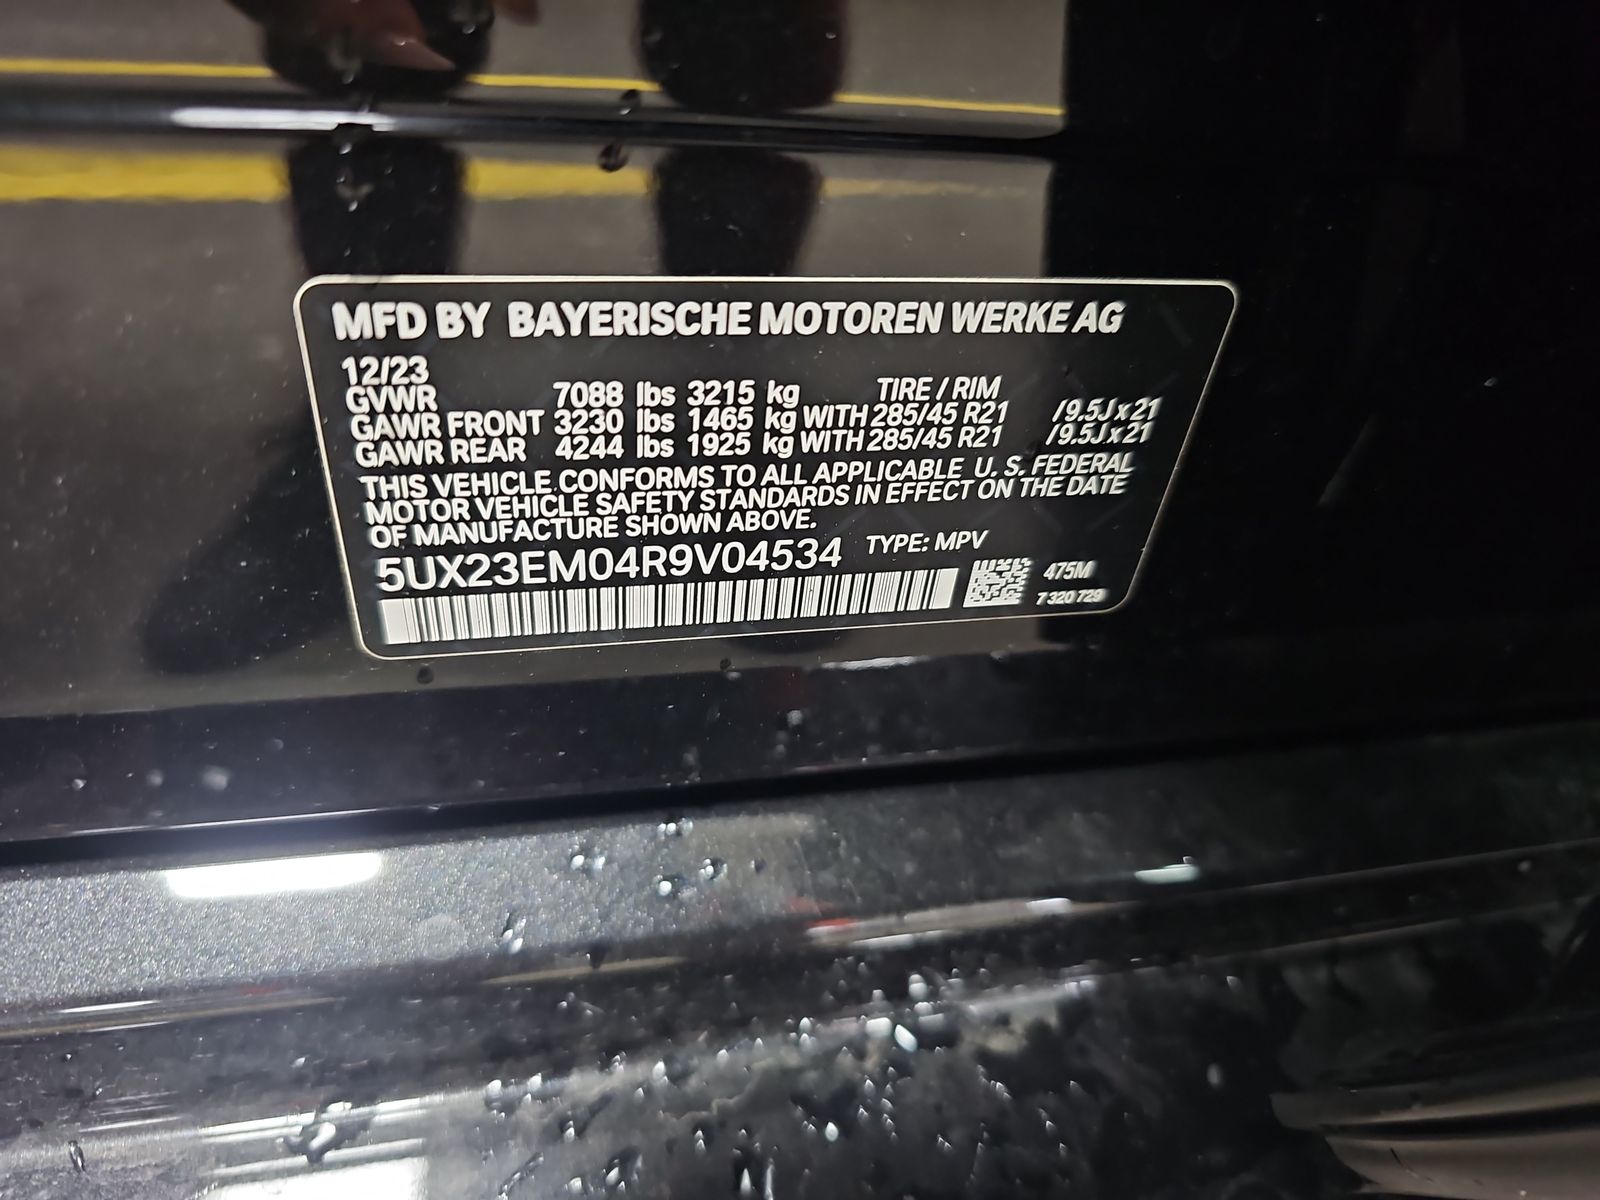 MFD BY BAYERISCHE MOTOREN WERKE AG
12/23
GVWR 7088 lbs 3215 kg TIRE / RIM
GAWR FRONT 3230 lbs 1465 kg WITH 285/45 R21 /9.5J x 21
GAWR REAR 4244 lbs 1925 kg WITH 285/45 R21 /9.5J x 21
THIS VEHICLE CONFORMS TO ALL APPLICABLE U. S. FEDERAL
MOTOR VEHICLE SAFETY STANDARDS IN EFFECT ON THE DATE
OF MANUFACTURE SHOWN ABOVE.
5UX23EM04R9V04534 TYPE: MPV
475M
7 320 729